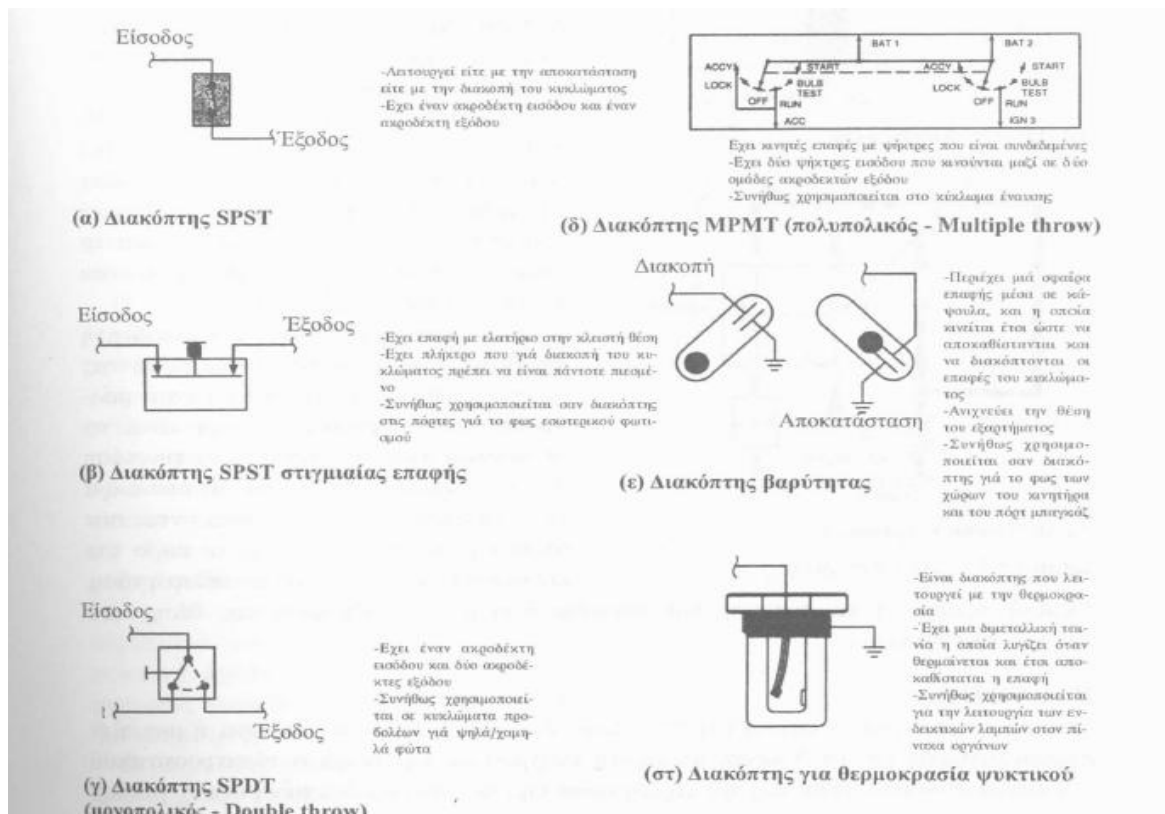 Είσοδος
Έξοδος
-Λειτουργεί είτε με την αποκατάσταση
είτε με την διακοπή του κυκλώματος
-Εχει έναν ακροδέκτη εισόδου και έναν
ακροδέκτη εξόδου
(α) Διακόπτης SPST
BAT 1
BAT 2
ACCY
START
ACCY
START
LOCK
BULB
TEST
LOCK
BULB
TEST
OFF
RUN
OFF
RUN
ACC
IGN 3
Εχει κινητές επαφές με ψήκτρες που είναι συνδεδεμένες
-Εχει δύο ψήκτρες εισόδου που κινούνται μαζί σε δύο
ομάδες ακροδεκτών εξόδου
-Συνήθως χρησιμοποιείται στο κύκλωμα έναυσης
(δ) Διακόπτης MPMT (πολυπολικός - Multiple throw)
Είσοδος
Έξοδος
-Εχει επαφή με ελατήριο στην κλειστή θέση
-Εχει πλήκτρο που γιά διακοπή του κυ-
κλώματος πρέπει να είναι πάντοτε πιεσμέ-
νο
-Συνήθως χρησιμοποιείται σαν διακόπτης
στις πόρτες γιά το φως εσωτερικού φωτι-
σμού
(β) Διακόπτης SPST στιγμιαίας επαφής
Διακοπή
Αποκατάσταση
-Περιέχει μιά σφαίρα
επαφής μέσα σε κά-
ψουλα, και η οποία
κινείται έτσι ώστε να
αποκαθίστανται και
να διακόπτονται οι
επαφές του κυκλώμα-
τος
-Ανιχνεύει την θέση
του εξαρτήματος
-Συνήθως χρησιμο-
ποιείται σαν διακό-
πτης γιά το φως των
χώρων του κινητήρα
και του πόρτ μπαγκάζ
(ε) Διακόπτης βαρύτητας
Είσοδος
Έξοδος
-Εχει έναν ακροδέκτη
εισόδου και δύο ακροδέ-
κτες εξόδου
-Συνήθως χρησιμοποιεί-
ται σε κυκλώματα προ-
βολέων γιά ψηλά/χαμη-
λά φώτα
(γ) Διακόπτης SPDT
(μονοπολικός - Double throw)
-Είναι διακόπτης που λει-
τουργεί με την θερμοκρα-
σία
-Έχει μια διμεταλλική ται-
νία η οποία λυγίζει όταν
θερμαίνεται και έτσι απο-
καθίσταται η επαφή
-Συνήθως χρησιμοποιείται
για την λειτουργία των εν-
δεικτικών λαμπών στον πί-
νακα οργάνων
(στ) Διακόπτης για θερμοκρασία ψυκτικού